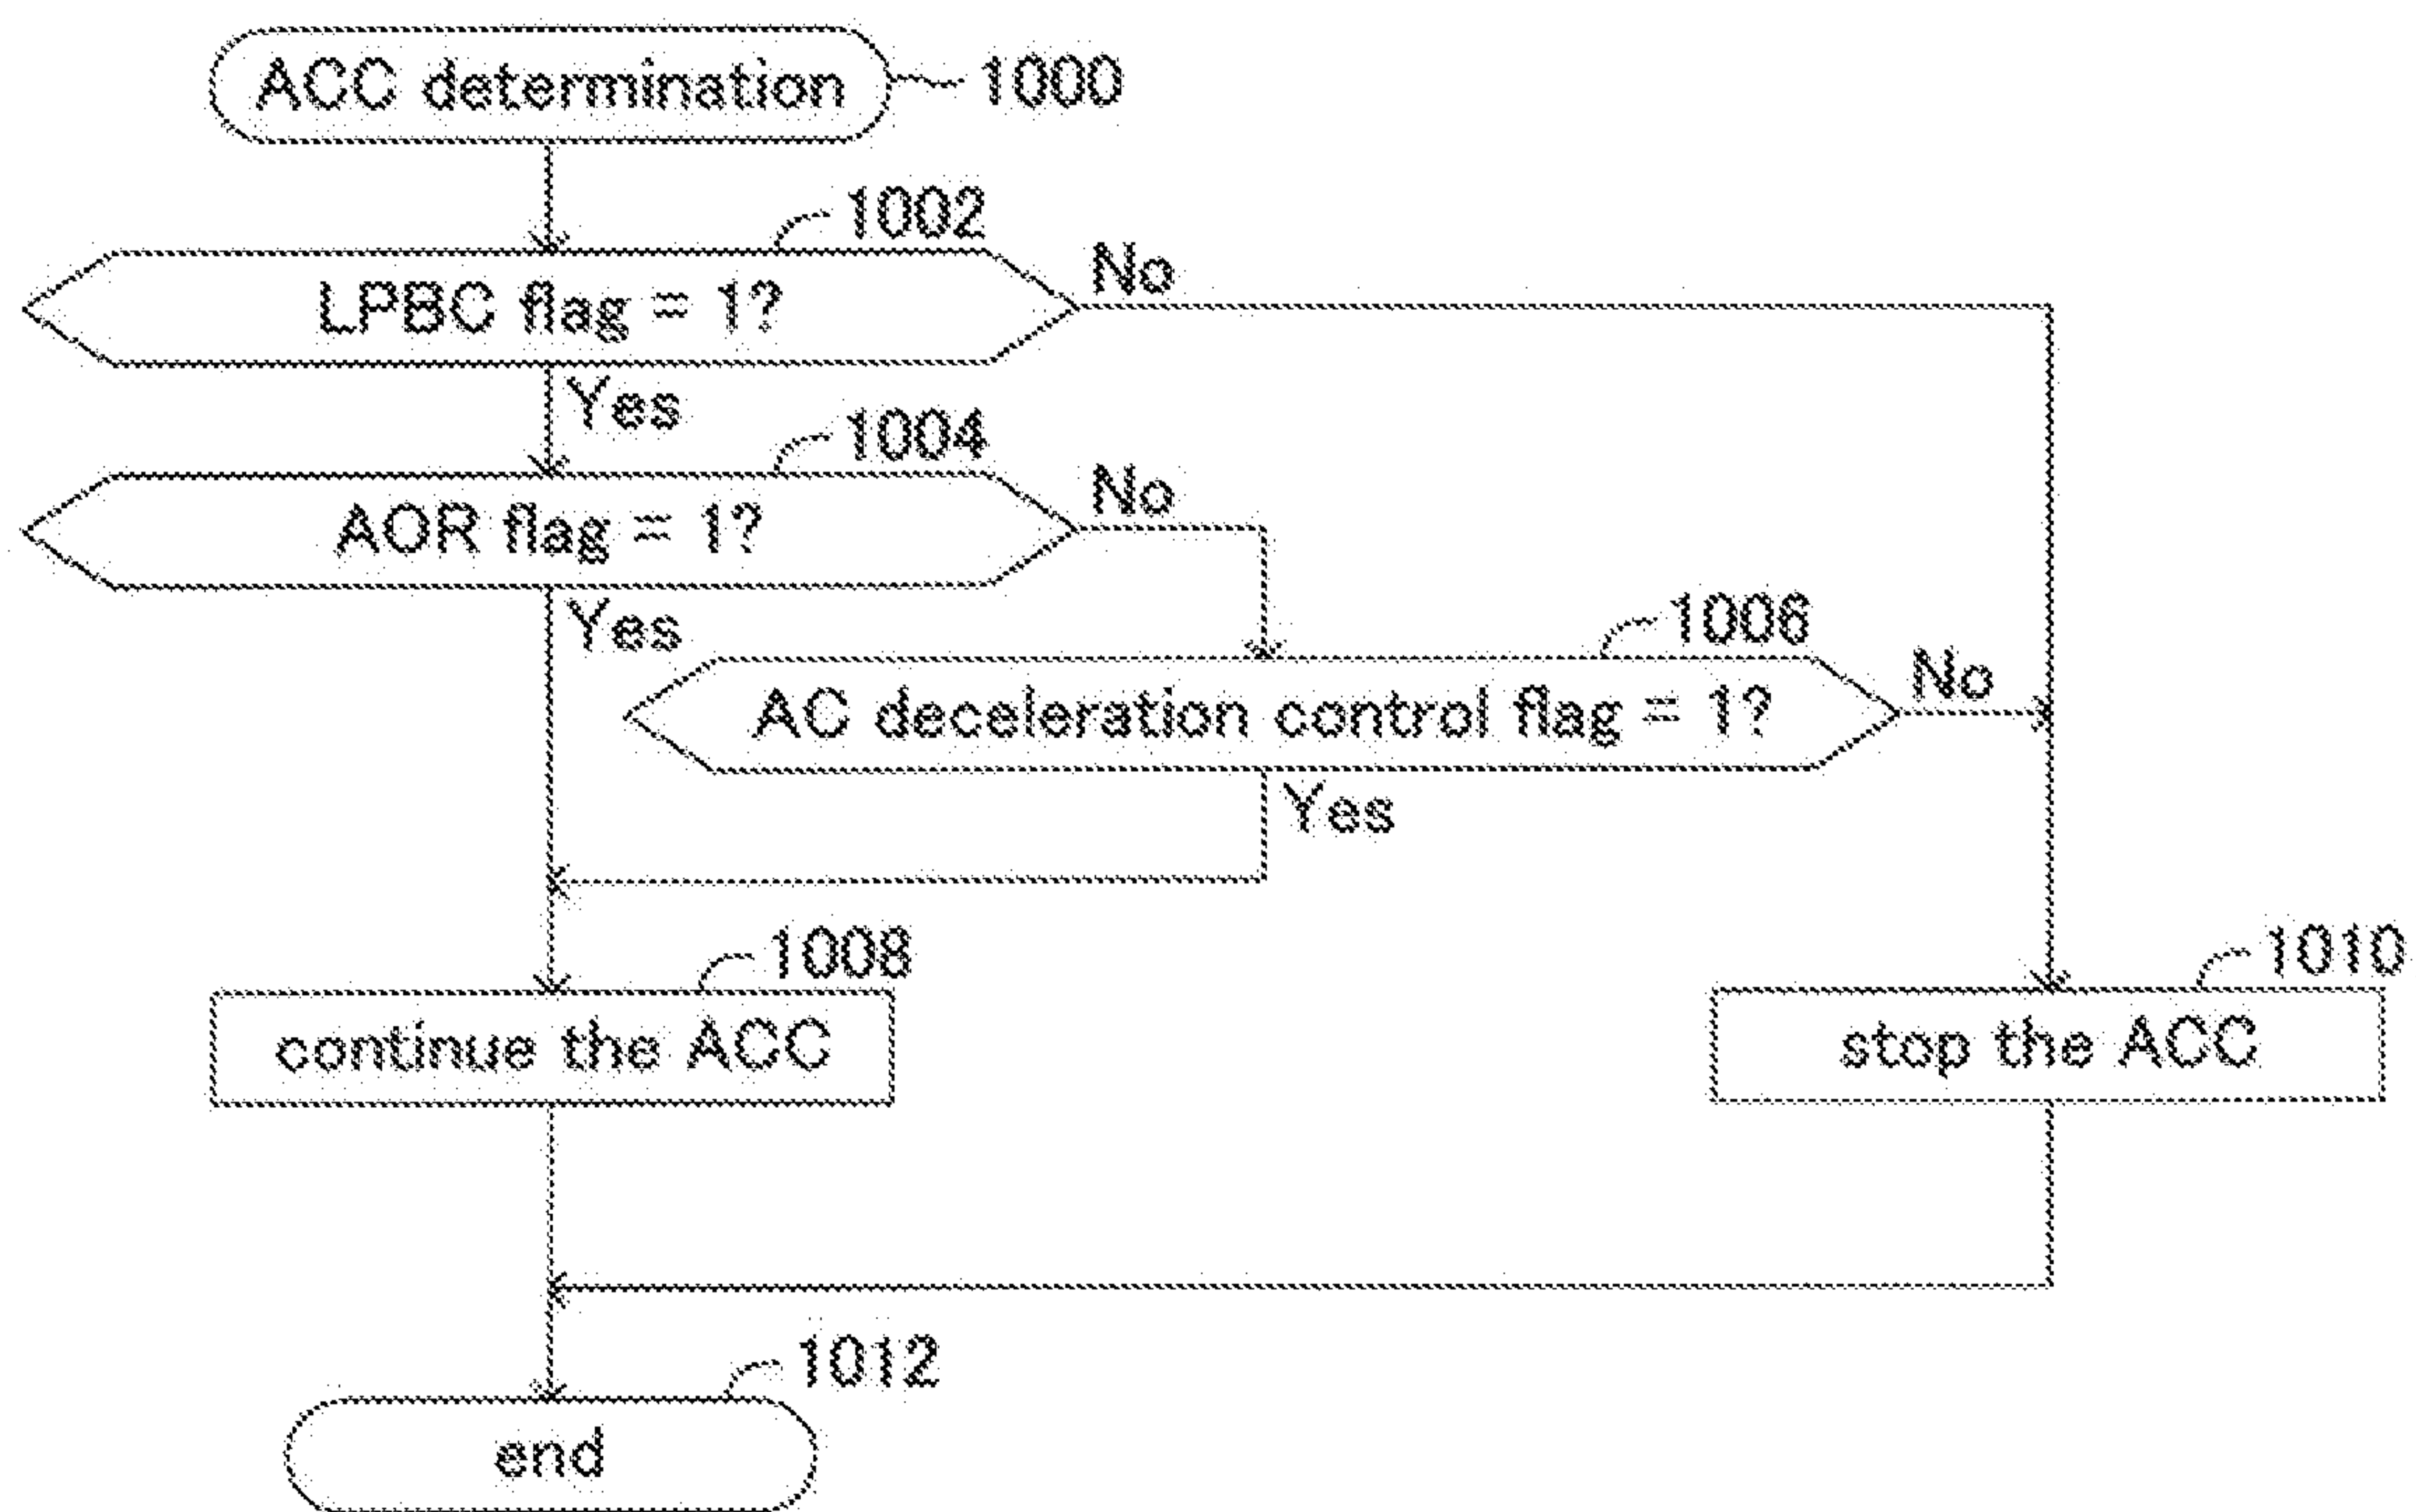 ACC determination
1000
1002
LPBC flag = 1?
No
Yes
1004
AOR flag = 1?
No
Yes
1006
AC deceleration control flag = 1?
No
Yes
1008
continue the ACC
1010
stop the ACC
1012
end